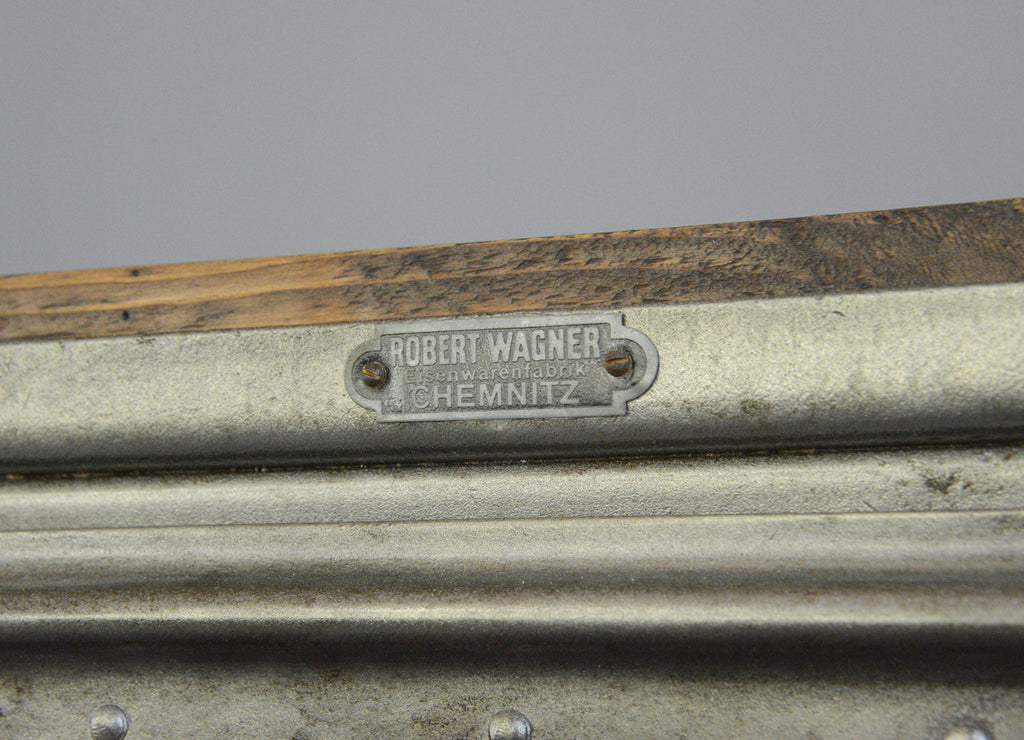 ROBERT WAGNER
Eisenwarenfabrik
CHEMNITZ